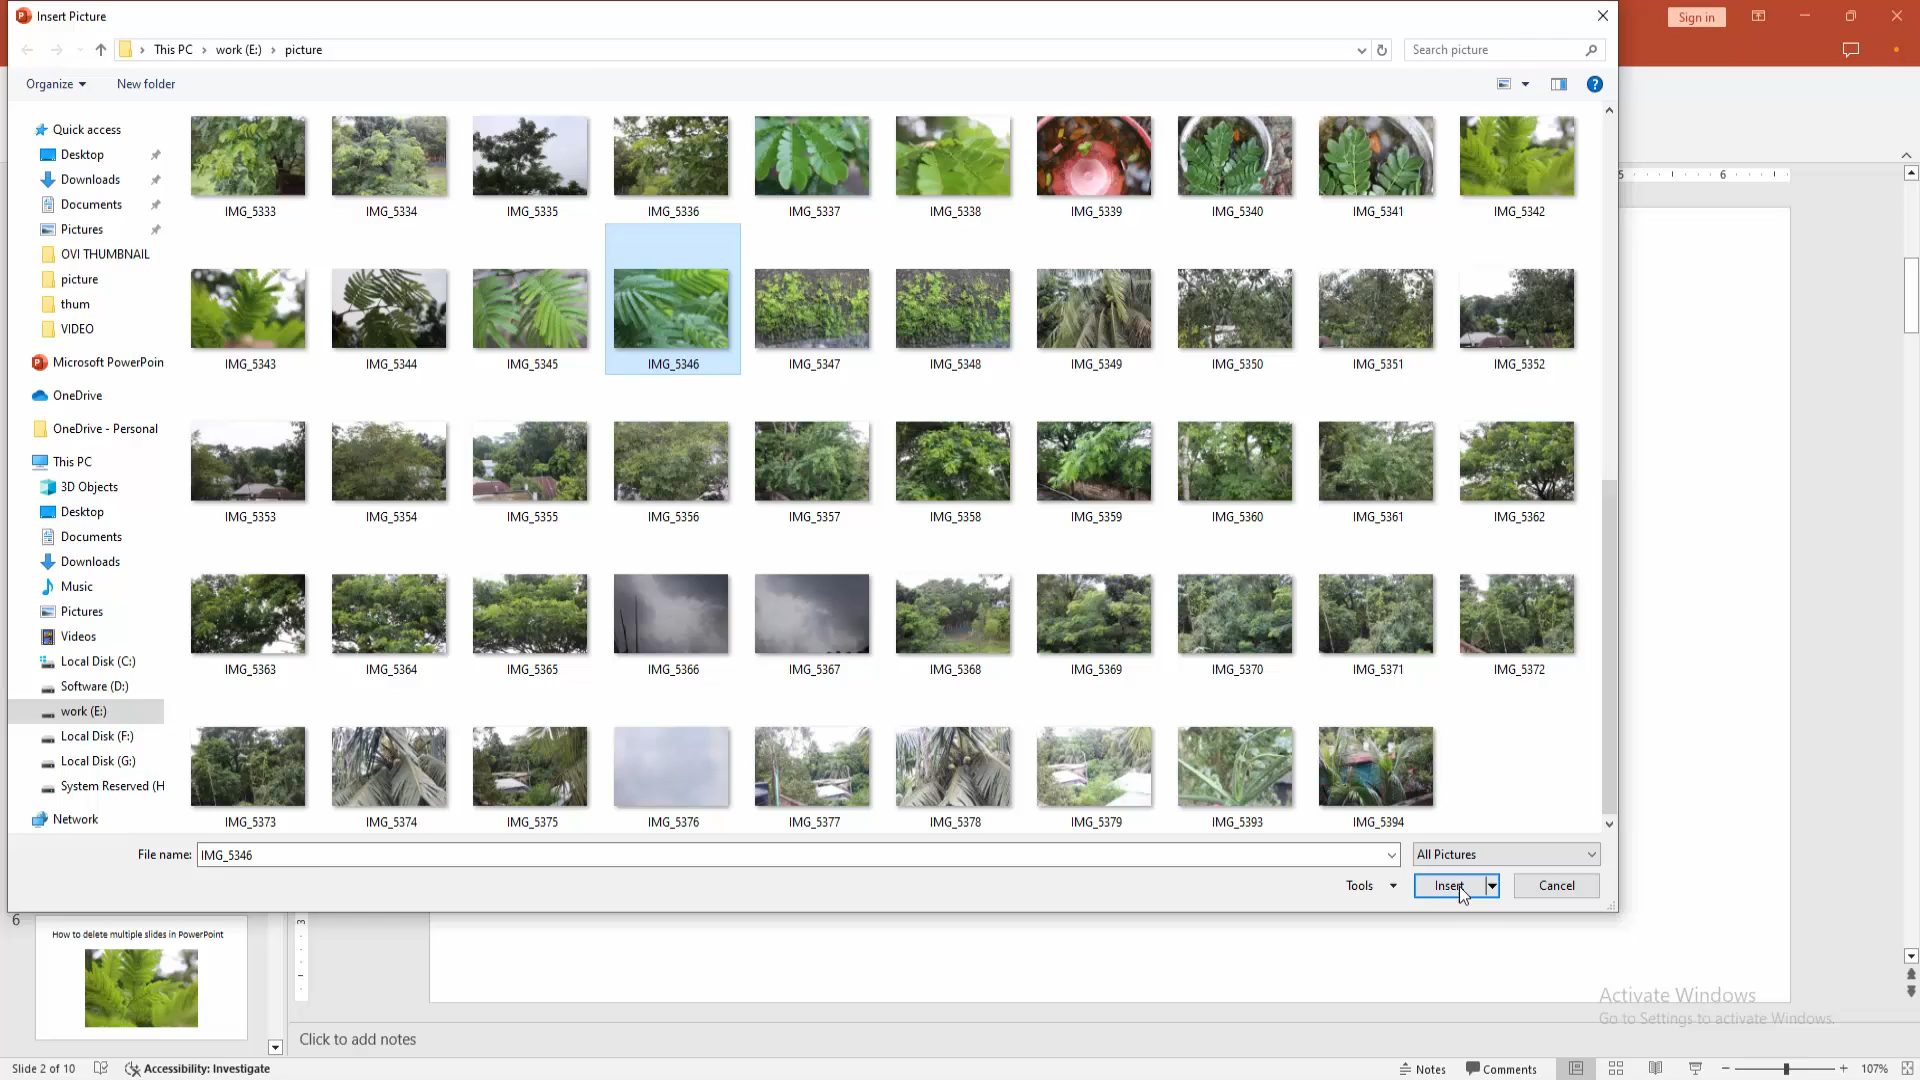 Insert Picture
Sign in
This PC
work (E:)
picture
Search picture
Organize
New folder
Quick access
Desktop
Downloads
Documents
Pictures
OVI THUMBNAIL
picture
thum
VIDEO
Microsoft PowerPoin
OneDrive
OneDrive - Personal
This PC
3D Objects
Desktop
Documents
Downloads
Music
Pictures
Videos
Local Disk (C:)
Software (D:)
work (E:)
Local Disk (F:)
Local Disk (G:)
System Reserved (H
Network
IMG_5333 IMG_5334 IMG_5335 IMG_5336 IMG_5337 IMG_5338 IMG_5339 IMG_5340 IMG_5341 IMG_5342
IMG_5343 IMG_5344 IMG_5345 IMG_5346 IMG_5347 IMG_5348 IMG_5349 IMG_5350 IMG_5351 IMG_5352
IMG_5353 IMG_5354 IMG_5355 IMG_5356 IMG_5357 IMG_5358 IMG_5359 IMG_5360 IMG_5361 IMG_5362
IMG_5363 IMG_5364 IMG_5365 IMG_5366 IMG_5367 IMG_5368 IMG_5369 IMG_5370 IMG_5371 IMG_5372
IMG_5373 IMG_5374 IMG_5375 IMG_5376 IMG_5377 IMG_5378 IMG_5379 IMG_5393 IMG_5394
File name: IMG_5346
All Pictures
Tools
Insert
Cancel
5 6
6
How to delete multiple slides in PowerPoint
3
Activate Windows
Go to Settings to activate Windows.
Click to add notes
Slide 2 of 10
Accessibility: Investigate
Notes
Comments
107%